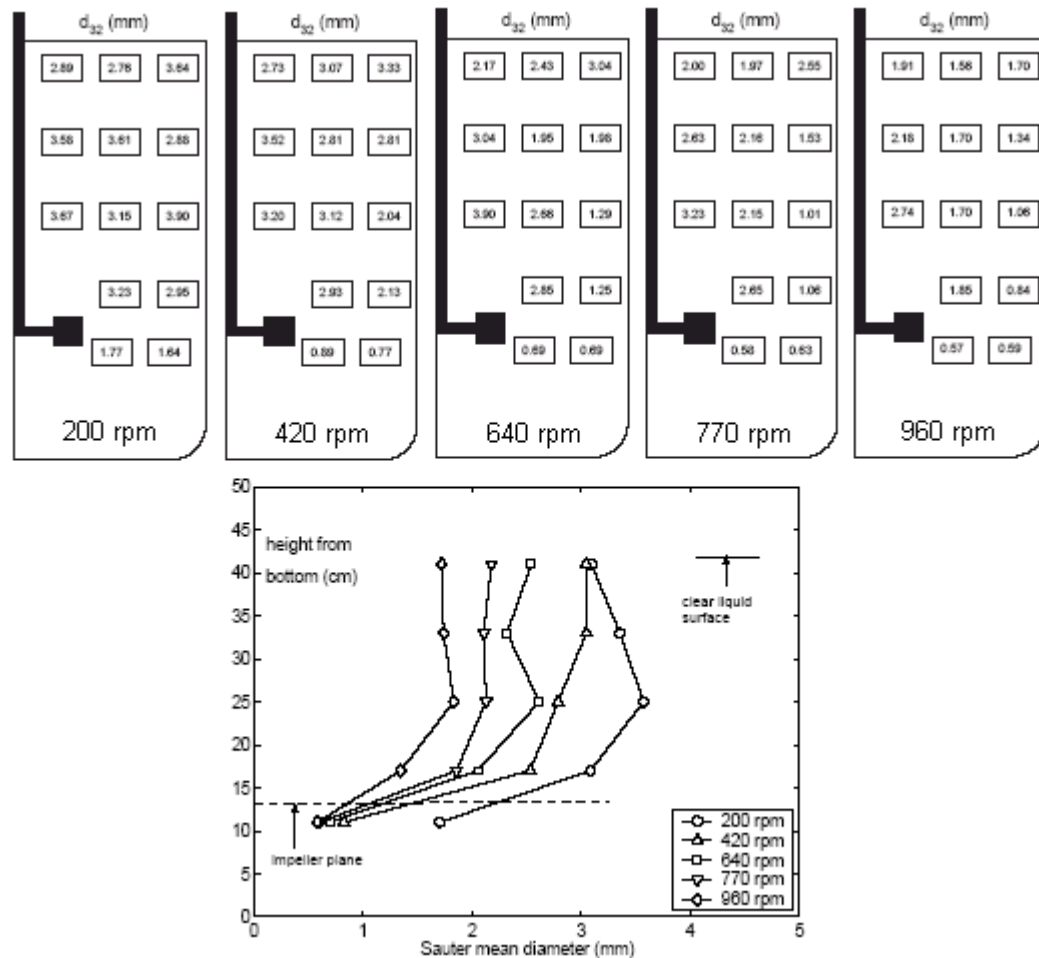 d32 (mm) d32 (mm) d32 (mm) d32 (mm) d32 (mm)
2.89 2.76 3.64 2.73 3.07 3.33 2.17 2.43 3.04 2.00 1.97 2.55 1.91 1.56 1.70
3.58 3.61 2.88 3.52 2.81 2.81 3.04 1.95 1.98 2.63 2.16 1.53 2.18 1.70 1.34
3.67 3.15 3.90 3.20 3.12 2.04 3.90 2.66 1.29 3.23 2.15 1.01 2.74 1.70 1.06
3.23 2.95 2.93 2.13 2.85 1.25 2.65 1.06 1.85 0.84
1.77 1.64 0.89 0.77 0.69 0.69 0.58 0.63 0.57 0.59
200 rpm 420 rpm 640 rpm 770 rpm 960 rpm
50
45
height from
bottom (cm)
40
clear liquid
surface
35
30
25
20
15
10
Impeller plane
5
0
200 rpm
420 rpm
640 rpm
770 rpm
960 rpm
0 1 2 3 4 5
Sauter mean diameter (mm)